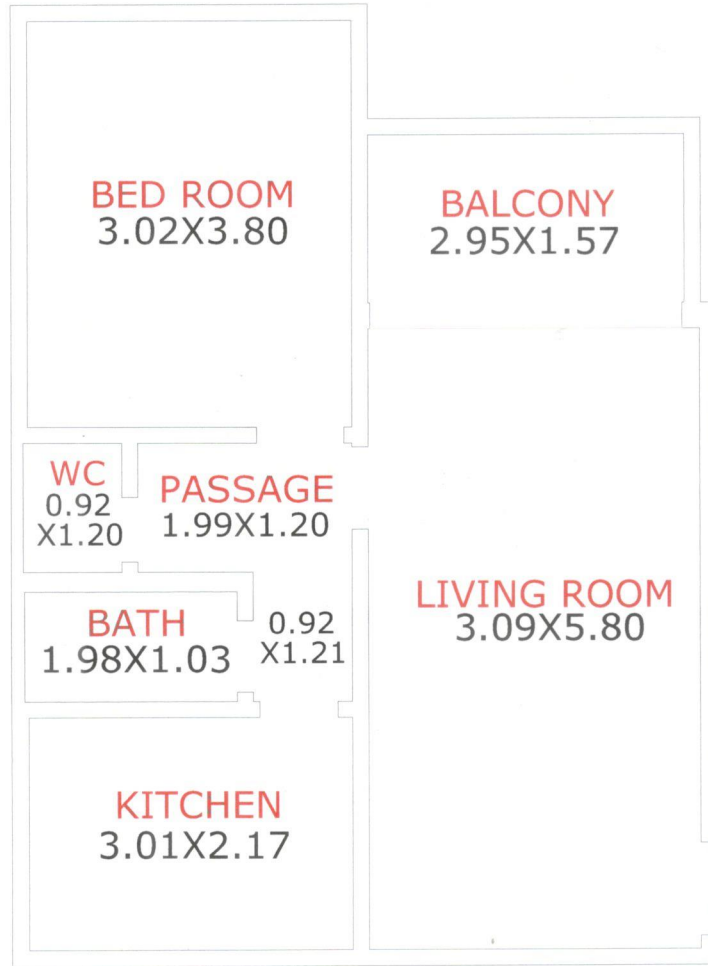 BED ROOM
3.02X3.80
BALCONY
2.95X1.57
WC
0.92
X1.20
PASSAGE
1.99X1.20
BATH
1.98X1.03
0.92
X1.21
LIVING ROOM
3.09X5.80
KITCHEN
3.01X2.17